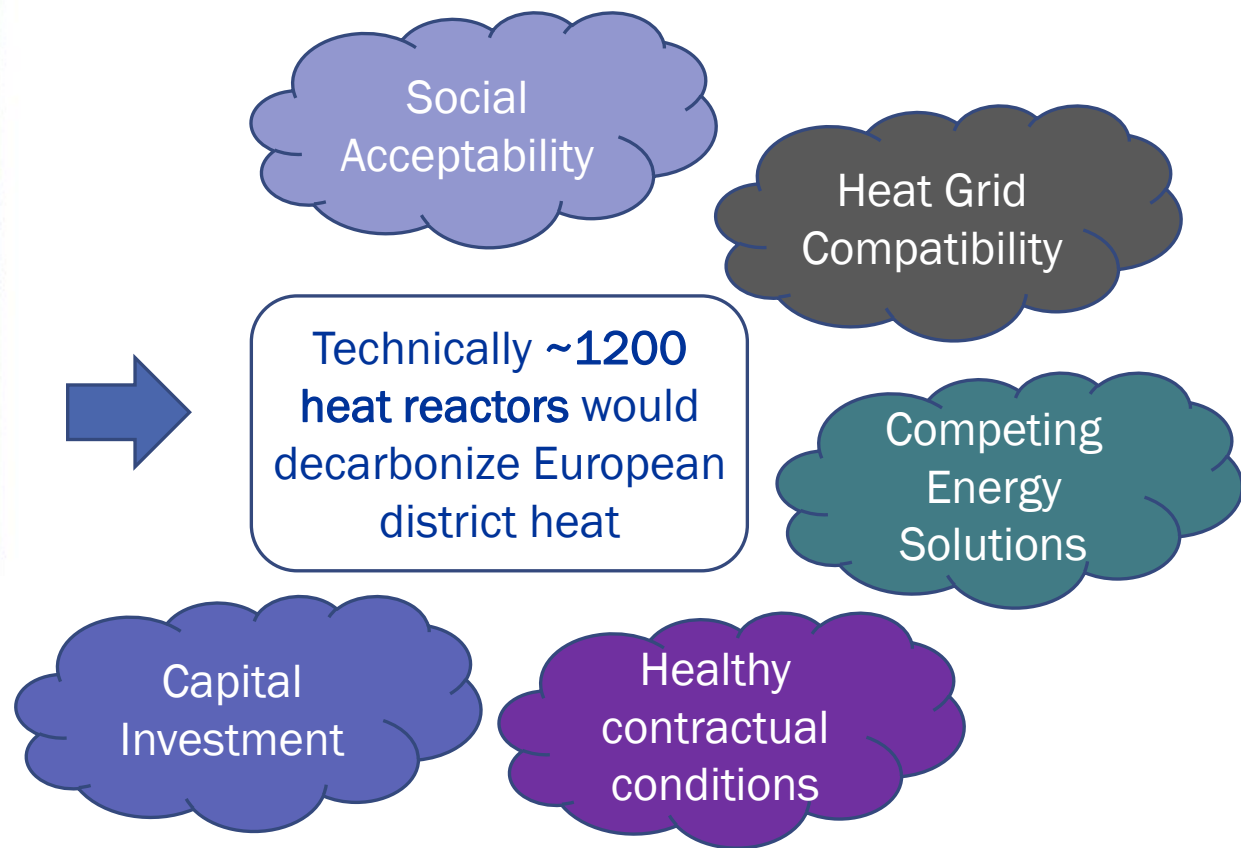 Social
Acceptability
Heat Grid
Compatibility
Technically ~1200
heat reactors would
decarbonize European
district heat
Competing
Energy
Solutions
Capital
Investment
Healthy
contractual
conditions